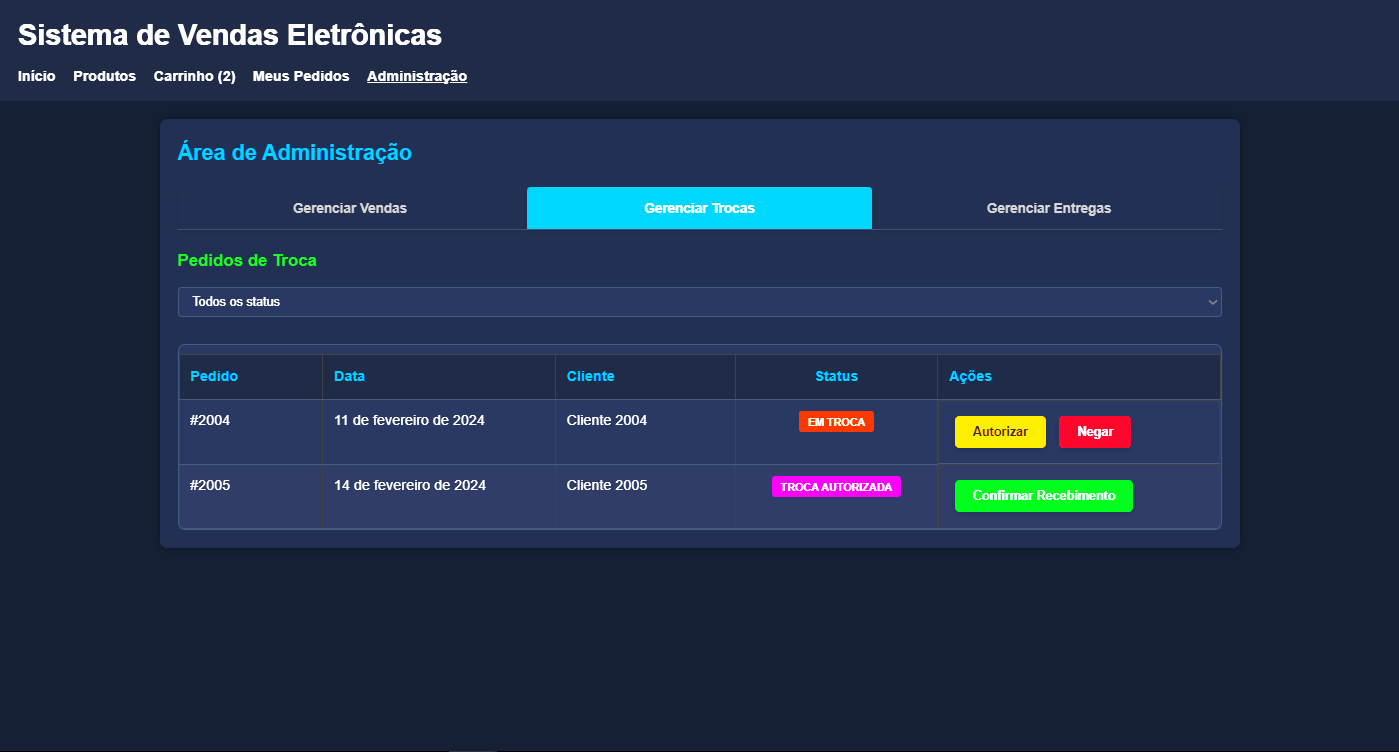 Sistema de Vendas Eletrônicas
Início Produtos Carrinho (2) Meus Pedidos Administração
Área de Administração
Gerenciar Vendas Gerenciar Trocas Gerenciar Entregas
Pedidos de Troca
Todos os status
Pedido Data Cliente Status Ações
#2004 11 de fevereiro de 2024 Cliente 2004 EM TROCA Autorizar Negar
#2005 14 de fevereiro de 2024 Cliente 2005 TROCA AUTORIZADA Confirmar Recebimento